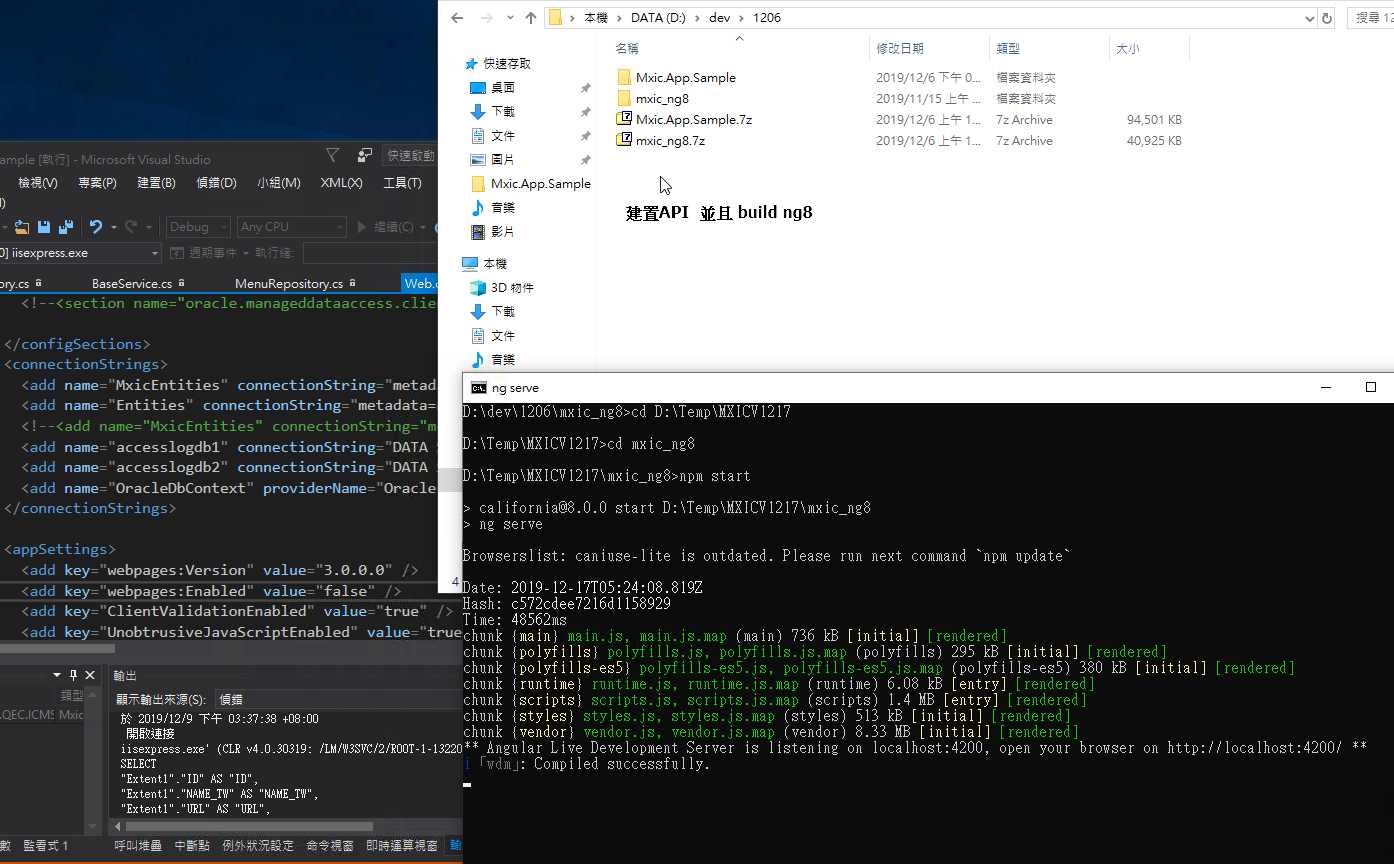 本機 › DATA (D:) › dev › 1206
搜尋 12
名稱 修改日期 類型 大小
快速存取
桌面
下載
文件
圖片
Mxic.App.Sample
音樂
影片
本機
3D 物件
下載
文件
音樂
4
Mxic.App.Sample 2019/12/6 下午 0... 檔案資料夾
mxic_ng8 2019/11/15 上午 ... 檔案資料夾
Mxic.App.Sample.7z 2019/12/6 上午 1... 7z Archive 94,501 KB
mxic_ng8.7z 2019/12/6 上午 1... 7z Archive 40,925 KB
建置API 並且 build ng8
ample [執行] - Microsoft Visual Studio 快速啟動
檢視(V) 專案(P) 建置(B) 偵錯(D) 小組(M) XML(X) 工具(T)
)
Debug Any CPU 繼續(C)
0] iisexpress.exe 週期事件 執行緒:
ory.cs BaseService.cs MenuRepository.cs Web.c
<!--<section name="oracle.manageddataaccess.clie
</configSections>
<connectionStrings>
<add name="MxicEntities" connectionString="metada
<add name="Entities" connectionString="metadata=
<!--<add name="MxicEntities" connectionString="m
<add name="accesslogdb1" connectionString="DATA S
<add name="accesslogdb2" connectionString="DATA S
<add name="OracleDbContext" providerName="Oracle
</connectionStrings>
<appSettings>
<add key="webpages:Version" value="3.0.0.0" />
<add key="webpages:Enabled" value="false" />
<add key="ClientValidationEnabled" value="true" />
<add key="UnobtrusiveJavaScriptEnabled" value="true
類型
.QEC.ICMS Mxic
輸出
顯示輸出來源(S): 偵錯
於 2019/12/9 下午 03:37:38 +08:00
開啟連接
iisexpress.exe' (CLR v4.0.30319: /LM/W3SVC/2/ROOT-1-13220
SELECT
"Extent1"."ID" AS "ID",
"Extent1"."NAME_TW" AS "NAME_TW",
"Extent1"."URL" AS "URL",
數 監看式 1
呼叫堆疊 中斷點 例外狀況設定 命令視窗 即時運算視窗 輸
ng serve
D:\dev\1206\mxic_ng8>cd D:\Temp\MXICV1217
D:\Temp\MXICV1217>cd mxic_ng8
D:\Temp\MXICV1217\mxic_ng8>npm start
> california@8.0.0 start D:\Temp\MXICV1217\mxic_ng8
> ng serve
Browserslist: caniuse-lite is outdated. Please run next command `npm update`
Date: 2019-12-17T05:24:08.819Z
Hash: c572cdee7216d1158929
Time: 48562ms
chunk {main} main.js, main.js.map (main) 736 kB [initial] [rendered]
chunk {polyfills} polyfills.js, polyfills.js.map (polyfills) 295 kB [initial] [rendered]
chunk {polyfills-es5} polyfills-es5.js, polyfills-es5.js.map (polyfills-es5) 380 kB [initial] [rendered]
chunk {runtime} runtime.js, runtime.js.map (runtime) 6.08 kB [entry] [rendered]
chunk {scripts} scripts.js, scripts.js.map (scripts) 1.4 MB [entry] [rendered]
chunk {styles} styles.js, styles.js.map (styles) 513 kB [initial] [rendered]
chunk {vendor} vendor.js, vendor.js.map (vendor) 8.33 MB [initial] [rendered]
** Angular Live Development Server is listening on localhost:4200, open your browser on http://localhost:4200/ **
i 「wdm」: Compiled successfully.